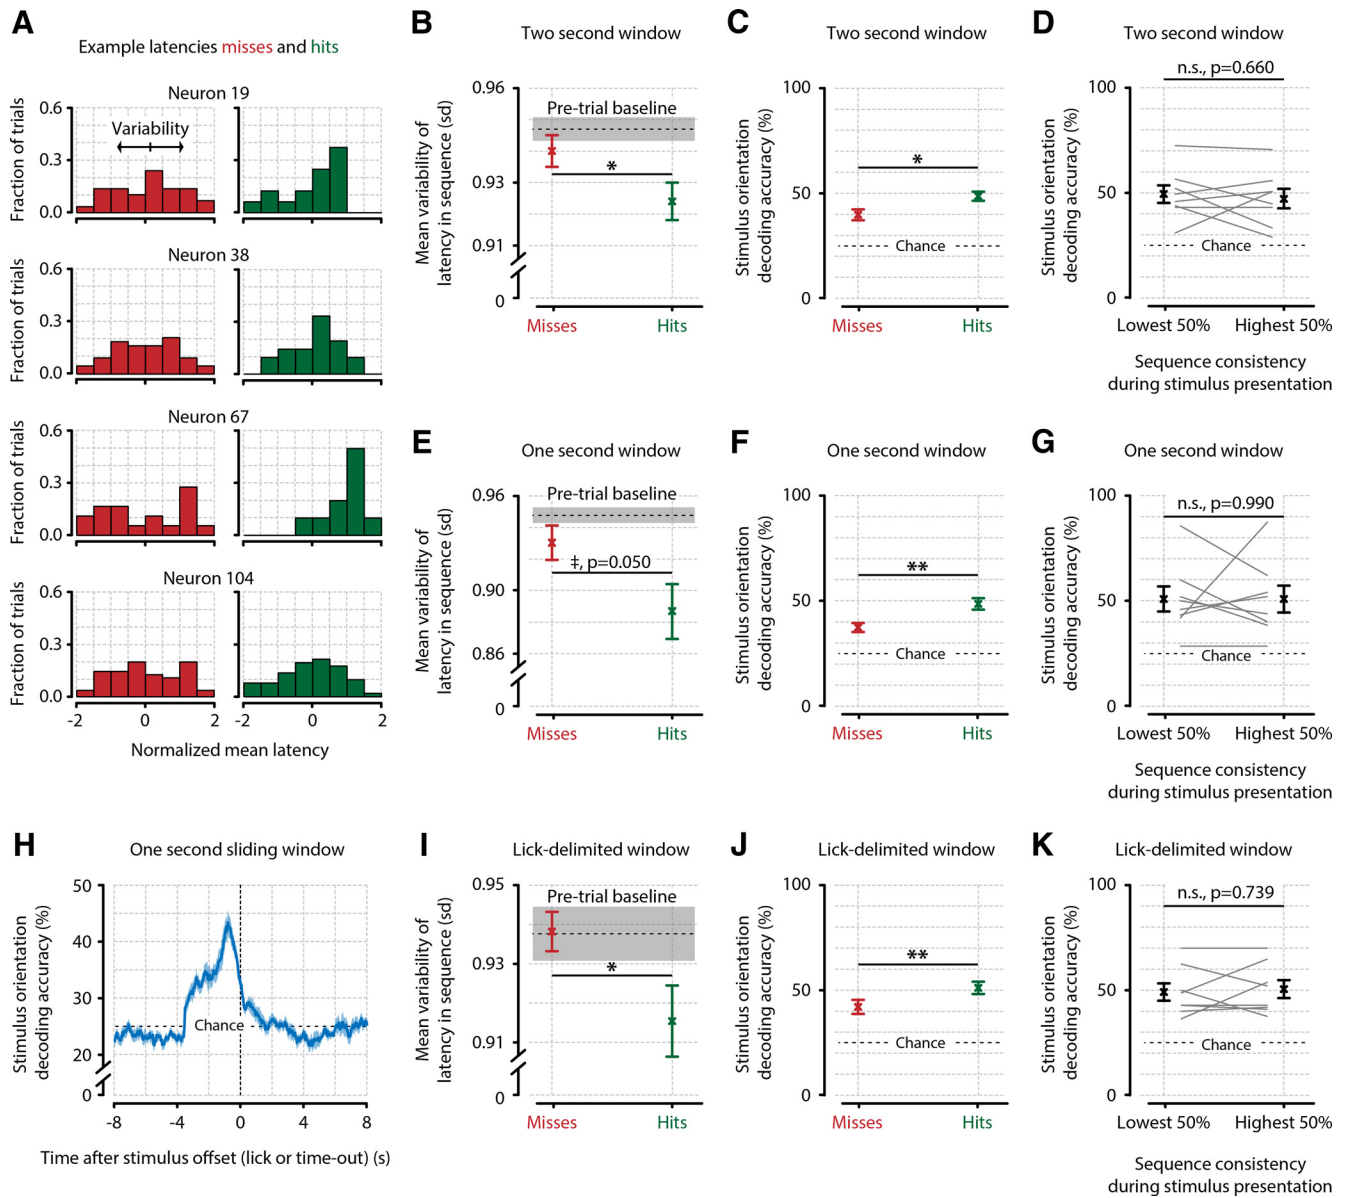 A
Example latencies misses and hits
Neuron 19
Fraction of trials
0.6
0.3
0.0
Variability
Neuron 38
Fraction of trials
0.6
0.3
0.0
Neuron 67
Fraction of trials
0.6
0.3
0.0
Neuron 104
Fraction of trials
0.6
0.3
0.0
-2 0 2 0 2
Normalized mean latency
B
Two second window
Mean variability of
latency in sequence (sd)
0.96
0.93
0.91
0
Pre-trial baseline
*
Misses Hits
C
Two second window
Stimulus orientation
decoding accuracy (%)
100
50
0
*
Chance
Misses Hits
D
Two second window
n.s., p=0.660
Stimulus orientation
decoding accuracy (%)
100
50
0
Chance
Lowest 50% Highest 50%
Sequence consistency
during stimulus presentation
E
One second window
Mean variability of
latency in sequence (sd)
0.96
0.90
0.86
0
Pre-trial baseline
‡, p=0.050
Misses Hits
F
One second window
Stimulus orientation
decoding accuracy (%)
100
50
0
**
Chance
Misses Hits
G
One second window
n.s., p=0.990
Stimulus orientation
decoding accuracy (%)
100
50
0
Chance
Lowest 50% Highest 50%
Sequence consistency
during stimulus presentation
H
One second sliding window
Stimulus orientation
decoding accuracy (%)
50
40
30
20
0
Chance
-8 -4 0 4 8
Time after stimulus offset (lick or time-out) (s)
I
Lick-delimited window
Mean variability of
latency in sequence (sd)
0.95
0.93
0.91
0
Pre-trial baseline
*
Misses Hits
J
Lick-delimited window
Stimulus orientation
decoding accuracy (%)
100
50
0
**
Chance
Misses Hits
K
Lick-delimited window
n.s., p=0.739
Stimulus orientation
decoding accuracy (%)
100
50
0
Chance
Lowest 50% Highest 50%
Sequence consistency
during stimulus presentation